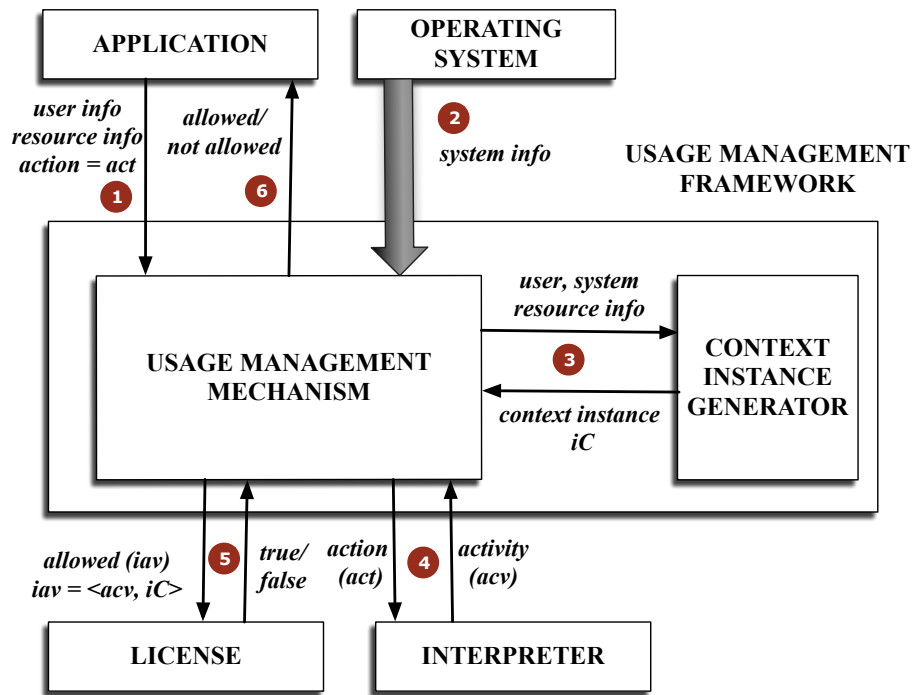 APPLICATION
OPERATING
SYSTEM
user info
resource info
action = act
1
allowed/
not allowed
6
2
system info
USAGE MANAGEMENT
FRAMEWORK
USAGE MANAGEMENT
MECHANISM
user, system
resource info
3
context instance
iC
CONTEXT
INSTANCE
GENERATOR
allowed (iav)
iav = <acv, iC>
5
true/
false
action
(act)
4
activity
(acv)
LICENSE
INTERPRETER